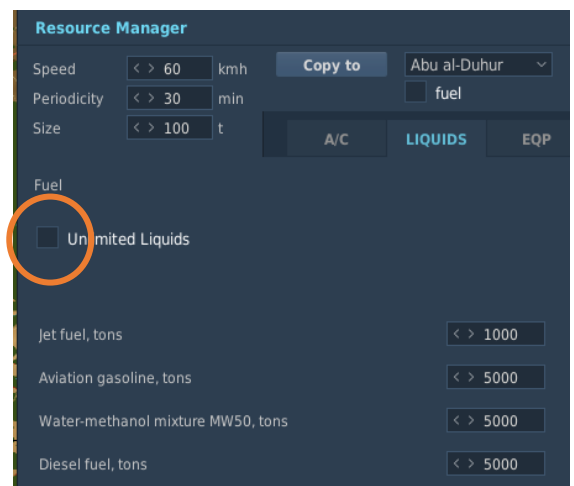 Resource Manager
Speed < > 60 kmh Copy to Abu al-Duhur
Periodicity < > 30 min fuel
Size < > 100 t
A/C LIQUIDS EQP
Fuel
Unlimited Liquids
Jet fuel, tons < > 1000
Aviation gasoline, tons < > 5000
Water-methanol mixture MW50, tons < > 5000
Diesel fuel, tons < > 5000